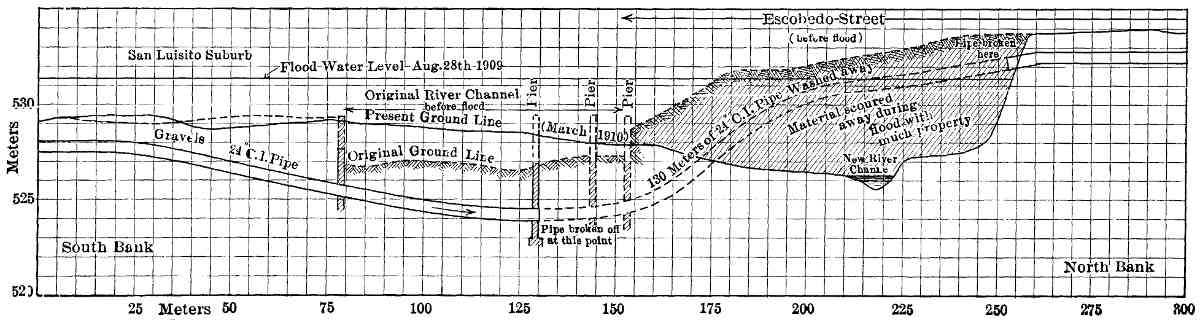 Escobedo-Street
(before flood)
San Luisito Suburb
Pipe broken
here
Flood Water Level Aug. 28th 1909
Original River Channel
before flood
Pier
Pier
Pier
530
Present Ground Line
(March 1910)
Gravels
24" C.I. Pipe
Original Ground Line
130 Meters of 24" C.I. Pipe Washed away
Material scoured
away during
flood with
much property
New River
Channel
Meters
525
Pipe broken off
at this point
South Bank
North Bank
520
25
Meters
50
75
100
125
150
175
200
225
250
275
300